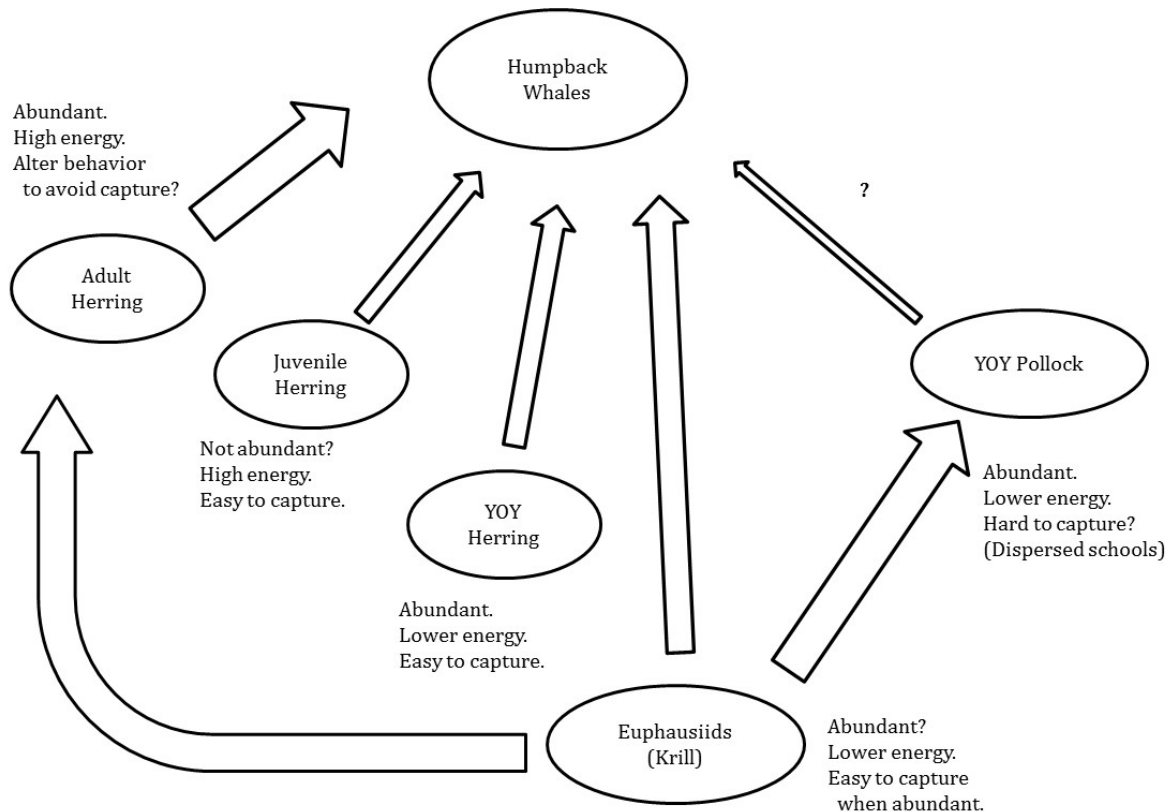 Humpback
Whales
Abundant.
High energy.
Alter behavior
to avoid capture?
?
Adult
Herring
Juvenile
Herring
YOY Pollock
Not abundant?
High energy.
Easy to capture.
YOY
Herring
Abundant.
Lower energy.
Hard to capture?
(Dispersed schools)
Abundant.
Lower energy.
Easy to capture.
Euphausiids
(Krill)
Abundant?
Lower energy.
Easy to capture
when abundant.